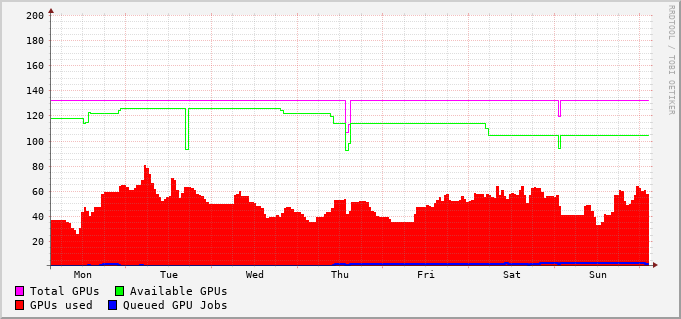 200
180
160
140
120
100
80
60
40
20
Mon Tue Wed Thu Fri Sat Sun
Total GPUs Available GPUs
GPUs used Queued GPU Jobs
RRDTOOL / TOBI OETIKER